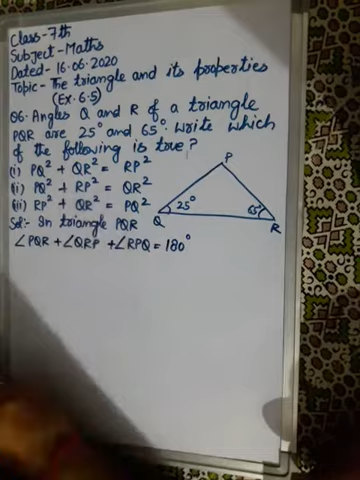 Class-7th
Subject-Maths
Dated-16.06.2020
Topic- The triangle and its properties
(Ex.6.5)
Q6. Angles Q and R of a triangle
PQR are 25° and 65°. Write which
of the following is true?
(i) PQ² + QR² = RP²
(ii) PQ² + RP² = QR²
(iii) RP² + QR² = PQ²
Sol:- In triangle PQR
∠PQR + ∠QRP + ∠RPQ = 180°
P
25°
65°
Q
R